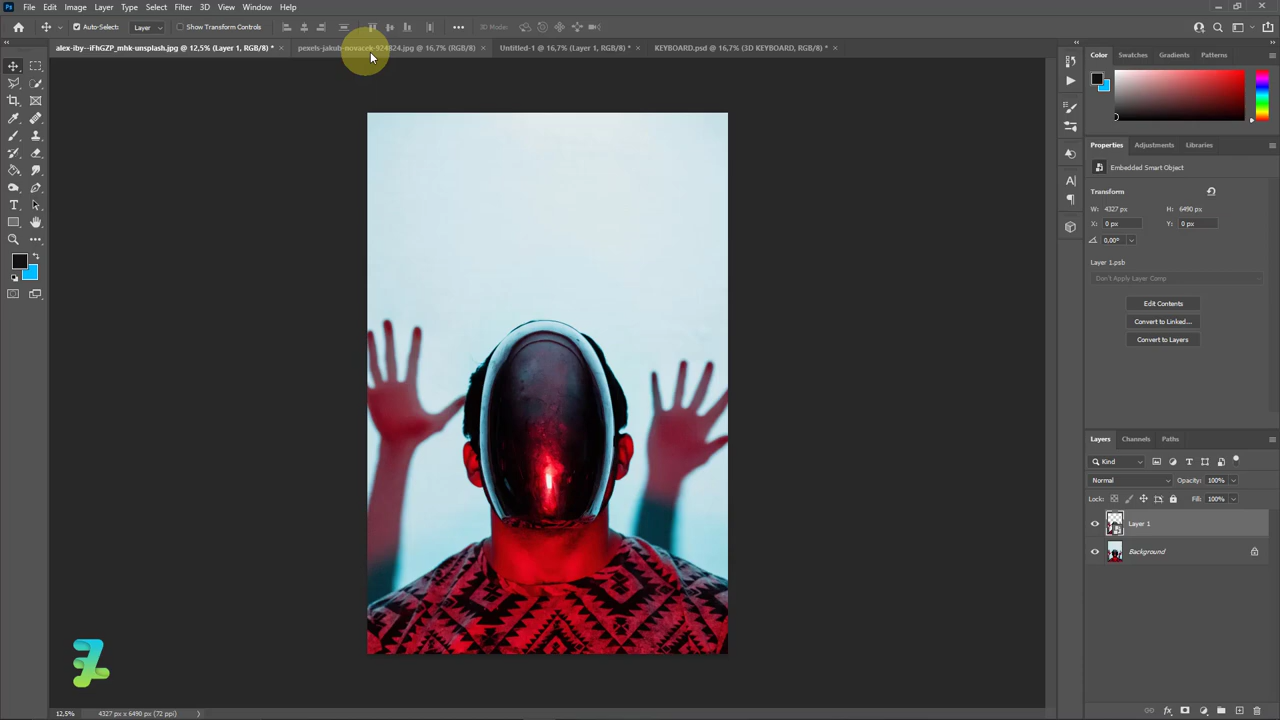 Ps File Edit Image Layer Type Select Filter 3D View Window Help
Auto-Select: Layer Show Transform Controls 3D Mode:
alex-iby--iFhGZP_mhk-unsplash.jpg @ 12,5% (Layer 1, RGB/8) * pexels-jakub-novacek-924824.jpg @ 16,7% (RGB/8) Untitled-1 @ 16,7% (Layer 1, RGB/8) * KEYBOARD.psd @ 16,7% (3D KEYBOARD, RGB/8) *
Color Swatches Gradients Patterns
Properties Adjustments Libraries
Embedded Smart Object
Transform
W: 4327 px H: 6490 px
X: 0 px Y: 0 px
0,00°
Layer 1.psb
Don't Apply Layer Comp
Edit Contents
Convert to Linked...
Convert to Layers
Layers Channels Paths
Kind
Normal Opacity: 100%
Lock: Fill: 100%
Layer 1
Background
12,5% 4327 px x 6490 px (72 ppi)